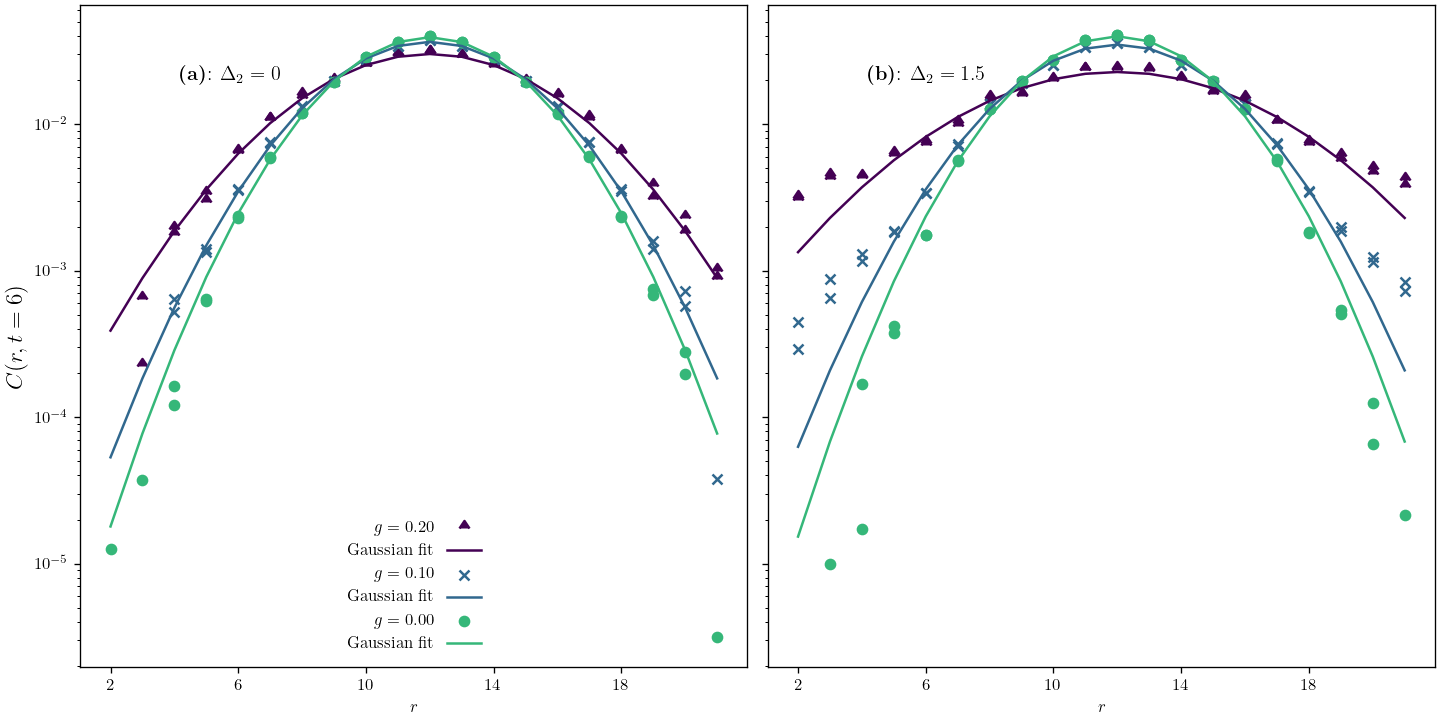 (a): Δ₂ = 0
(b): Δ₂ = 1.5
C(r, t = 6)
10⁻²
10⁻³
10⁻⁴
10⁻⁵
g = 0.20
Gaussian fit
g = 0.10
Gaussian fit
g = 0.00
Gaussian fit
2 6 10 14 18
2 6 10 14 18
r
r